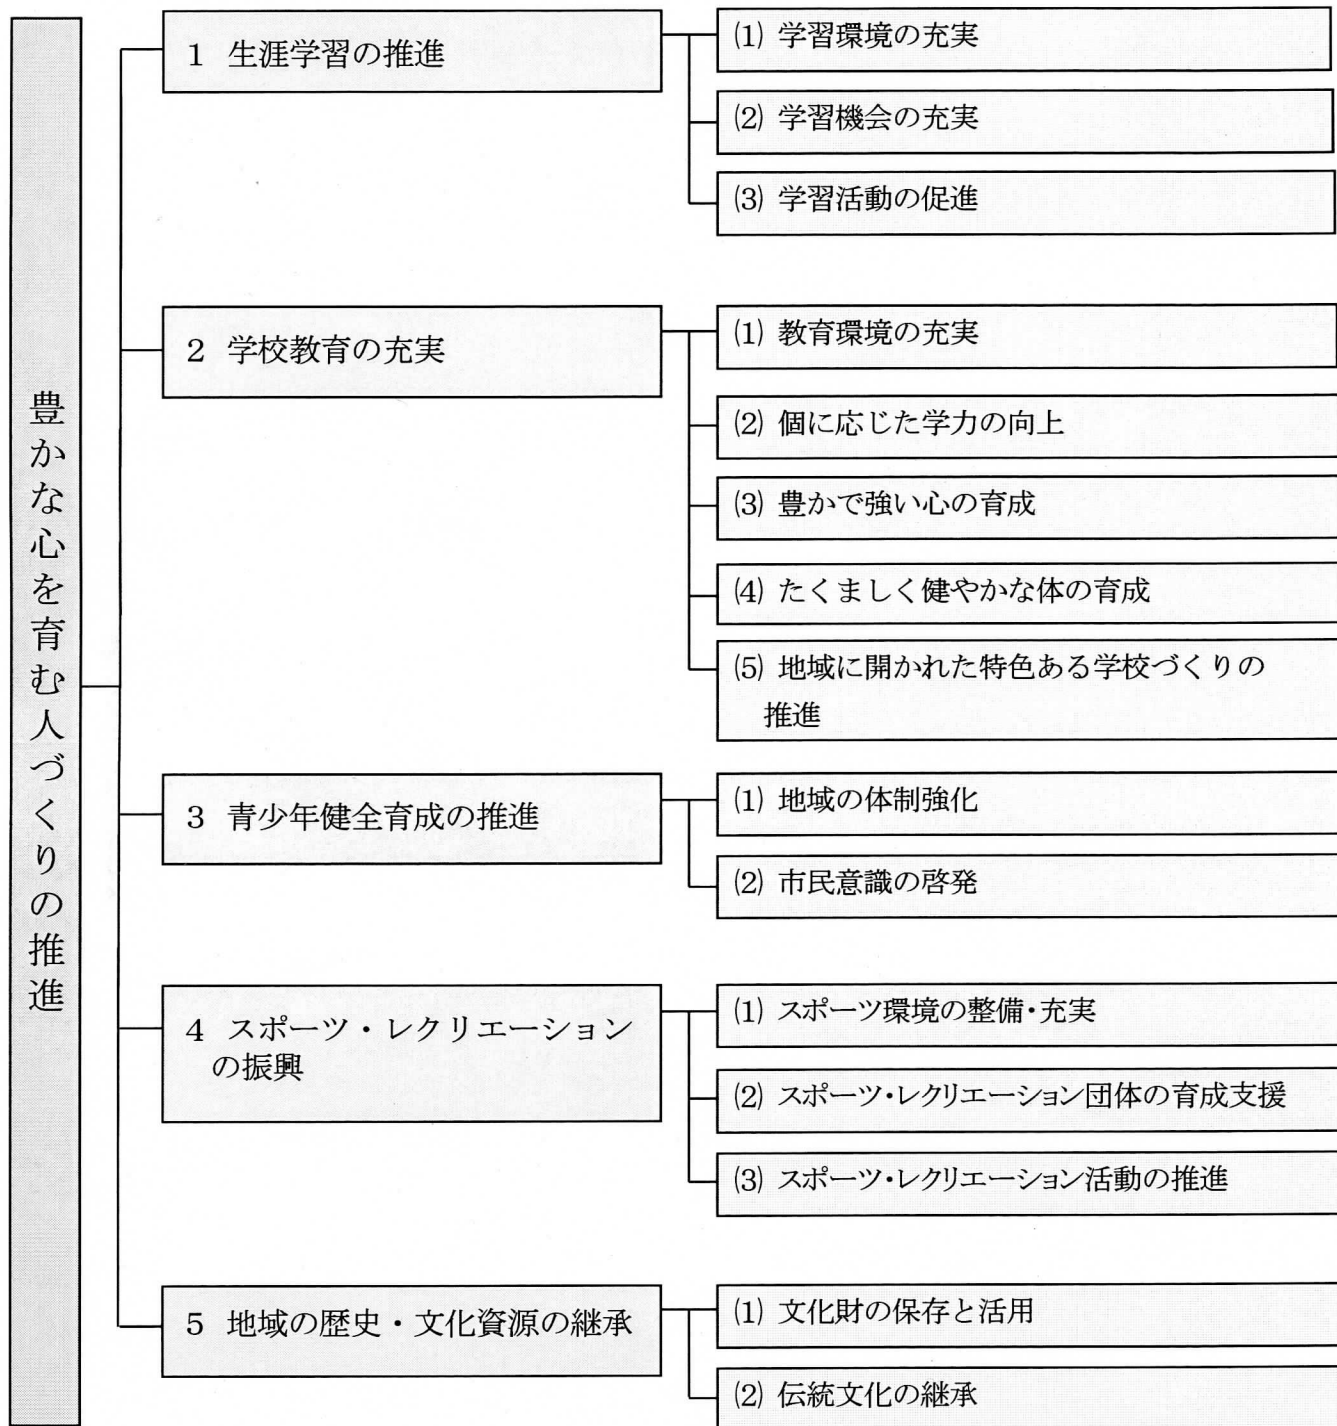 豊かな心を育む人づくりの推進
1 生涯学習の推進
(1) 学習環境の充実
(2) 学習機会の充実
(3) 学習活動の促進
2 学校教育の充実
(1) 教育環境の充実
(2) 個に応じた学力の向上
(3) 豊かで強い心の育成
(4) たくましく健やかな体の育成
(5) 地域に開かれた特色ある学校づくりの
推進
3 青少年健全育成の推進
(1) 地域の体制強化
(2) 市民意識の啓発
4 スポーツ・レクリエーション
の振興
(1) スポーツ環境の整備・充実
(2) スポーツ・レクリエーション団体の育成支援
(3) スポーツ・レクリエーション活動の推進
5 地域の歴史・文化資源の継承
(1) 文化財の保存と活用
(2) 伝統文化の継承